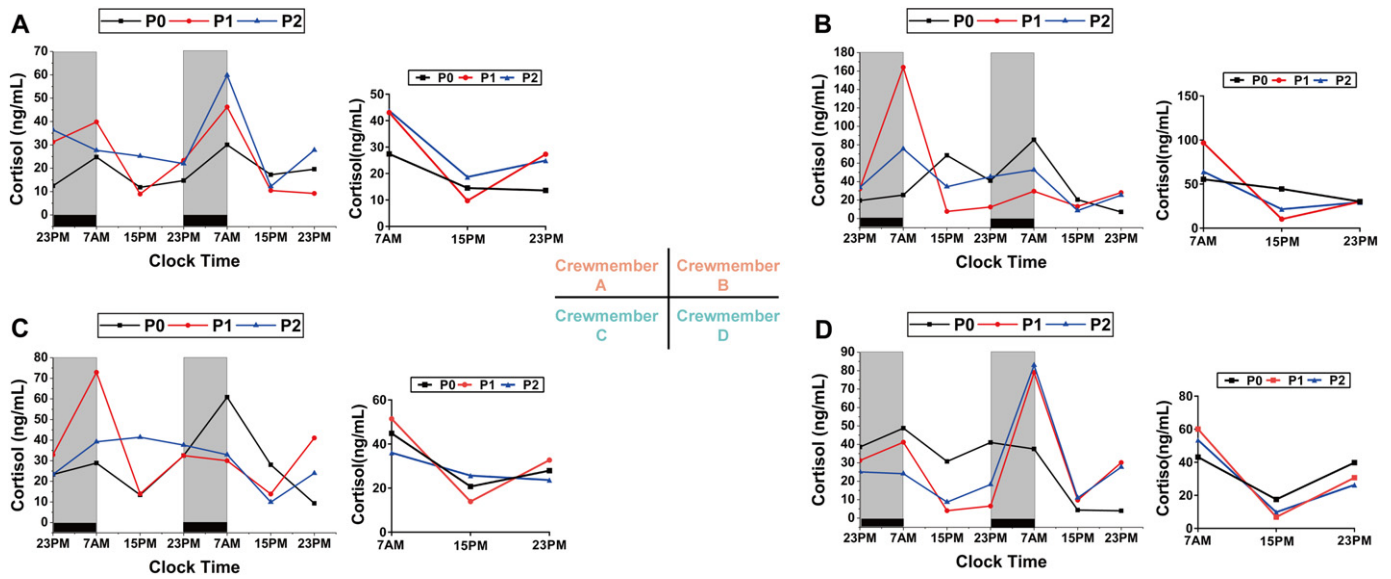 A
P0 P1 P2
Cortisol (ng/mL)
70
60
50
40
30
20
10
0
23PM 7AM 15PM 23PM 7AM 15PM 23PM
Clock Time
P0 P1 P2
Cortisol(ng/mL)
50
40
30
20
10
0
7AM 15PM 23PM
B
P0 P1 P2
Cortisol (ng/mL)
180
160
140
120
100
80
60
40
20
0
23PM 7AM 15PM 23PM 7AM 15PM 23PM
Clock Time
P0 P1 P2
Cortisol(ng/mL)
150
100
50
0
7AM 15PM 23PM
Crewmember Crewmember
A B
Crewmember Crewmember
C D
C
P0 P1 P2
Cortisol (ng/mL)
80
70
60
50
40
30
20
10
0
23PM 7AM 15PM 23PM 7AM 15PM 23PM
Clock Time
P0 P1 P2
Cortisol(ng/mL)
60
40
20
0
7AM 15PM 23PM
D
P0 P1 P2
Cortisol (ng/mL)
90
80
70
60
50
40
30
20
10
0
23PM 7AM 15PM 23PM 7AM 15PM 23PM
Clock Time
P0 P1 P2
Cortiso(ng/mL)
80
60
40
20
0
7AM 15PM 23PM